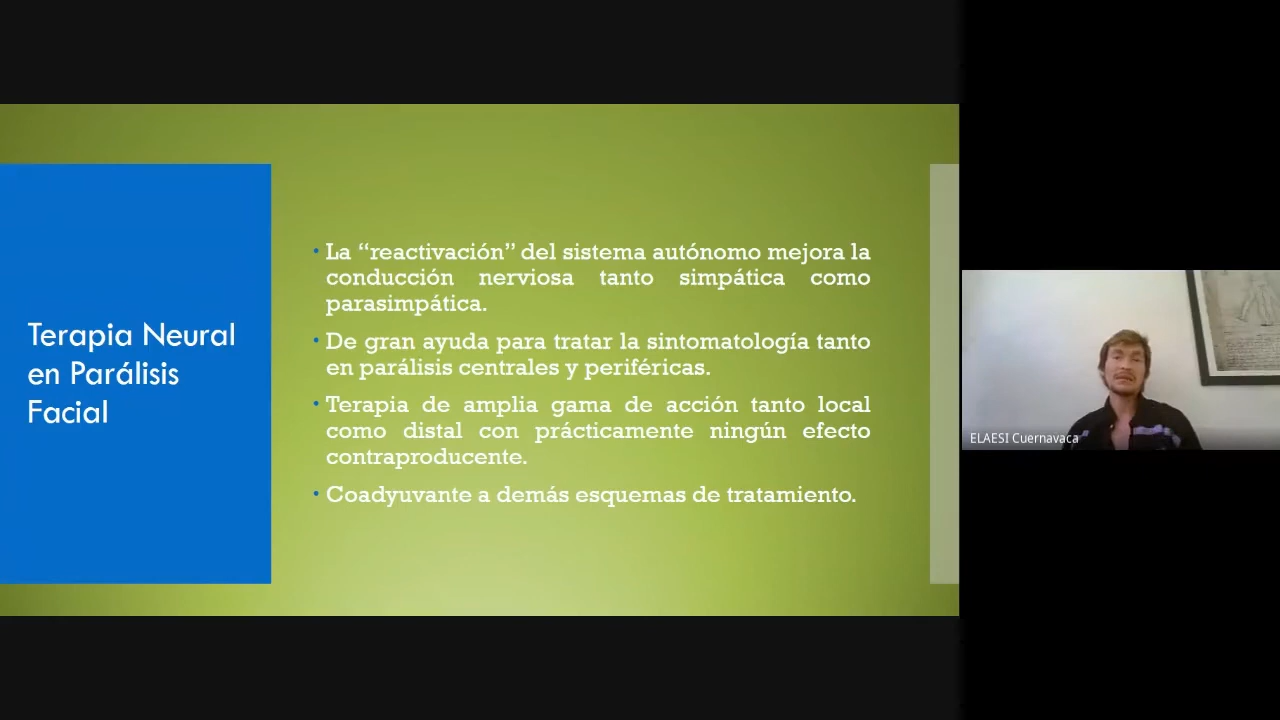 Terapia Neural
en Parálisis
Facial
• La “reactivación” del sistema autónomo mejora la
conducción nerviosa tanto simpática como
parasimpática.
• De gran ayuda para tratar la sintomatología tanto
en parálisis centrales y periféricas.
• Terapia de amplia gama de acción tanto local
como distal con prácticamente ningún efecto
contraproducente.
• Coadyuvante a demás esquemas de tratamiento.
ELAESI Cuernavaca